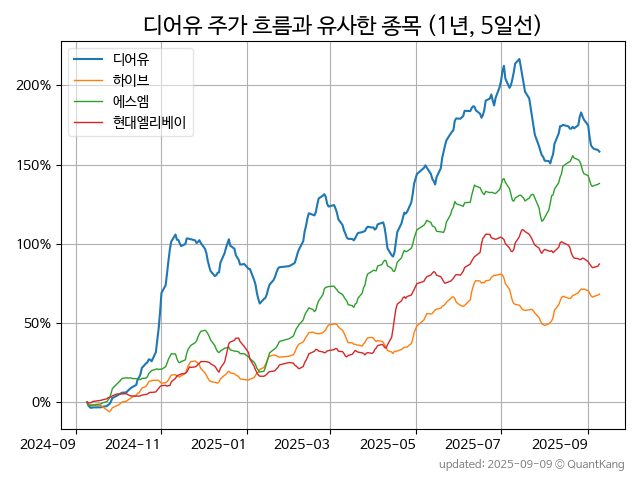 디어유 주가 흐름과 유사한 종목 (1년, 5일선)
디어유
하이브
에스엠
현대엘리베이
200%
150%
100%
50%
0%
2024-09 2024-11 2025-01 2025-03 2025-05 2025-07 2025-09
updated: 2025-09-09 © QuantKang